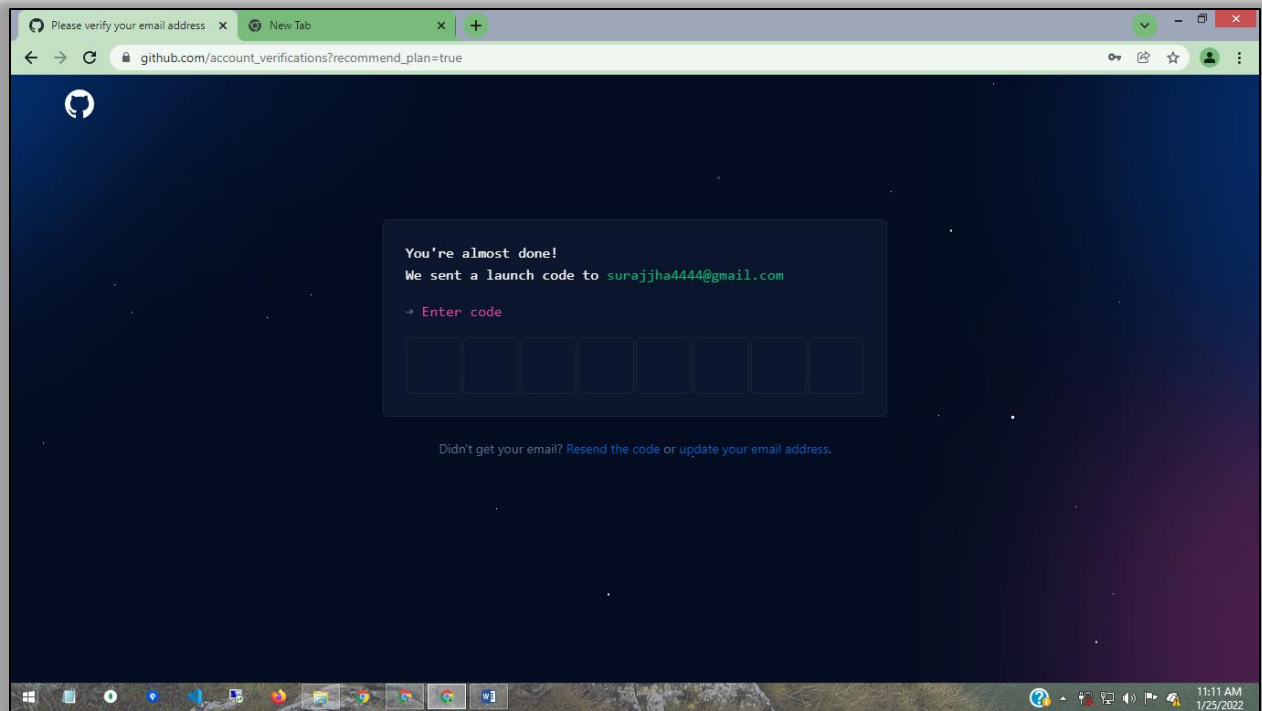 Please verify your email address
New Tab
github.com/account_verifications?recommend_plan=true
You're almost done!
We sent a launch code to surajjha4444@gmail.com
→ Enter code
Didn't get your email? Resend the code or update your email address.
11:11 AM
1/25/2022